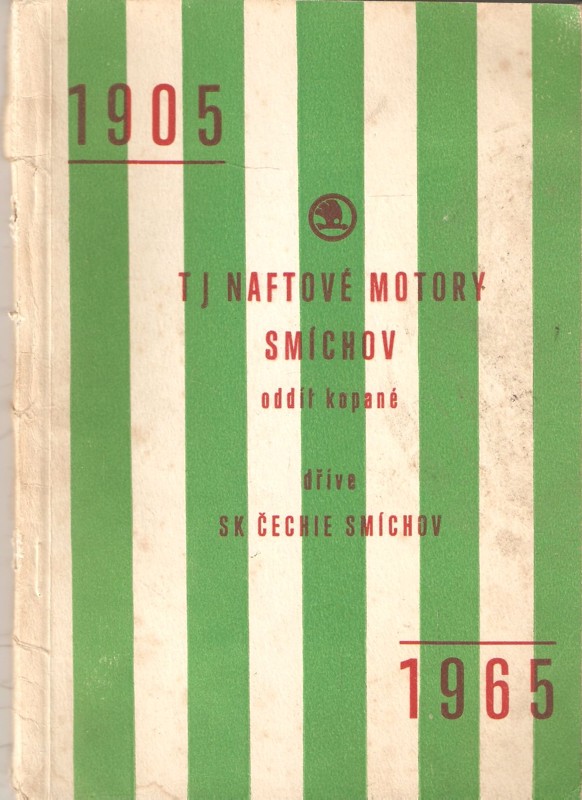 1905
TJ NAFTOVÉ MOTORY
SMÍCHOV
oddíl kopané
dříve
SK ČECHIE SMÍCHOV
1965